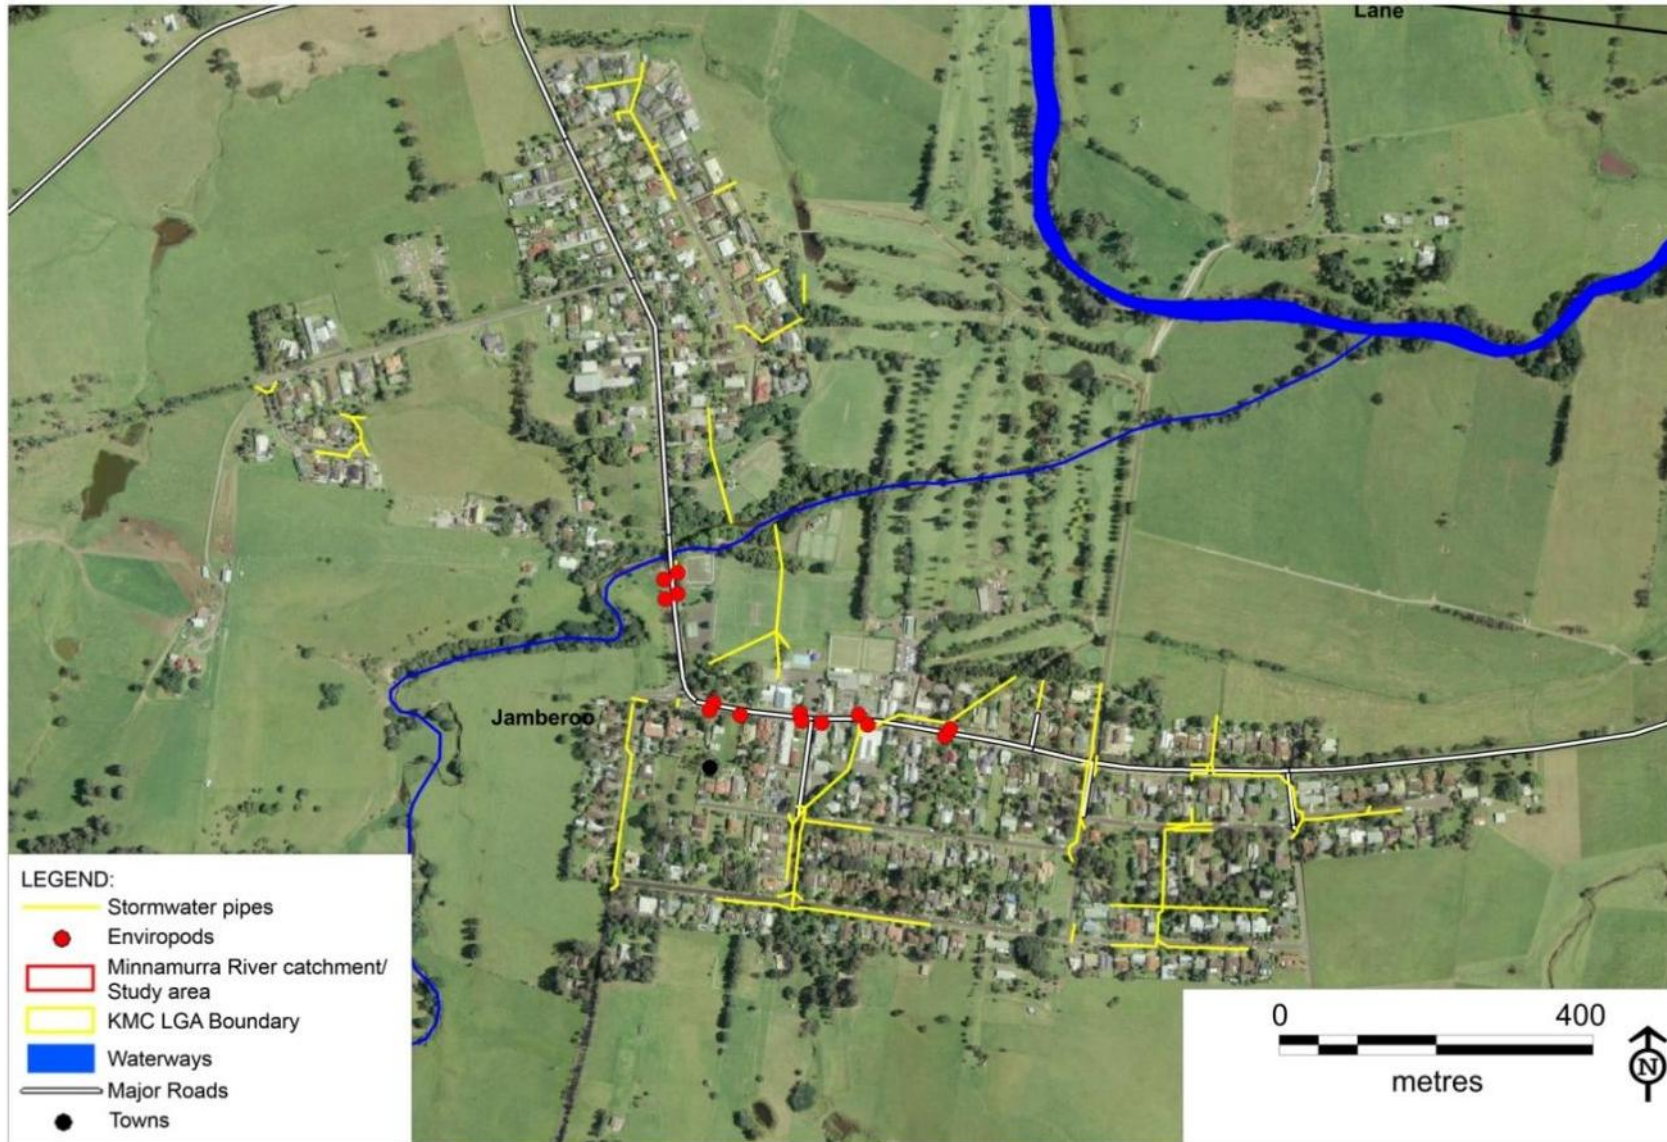 Lane
Jamberoo
LEGEND:
Stormwater pipes
Enviropods
Minnamurra River catchment/
Study area
KMC LGA Boundary
Waterways
Major Roads
Towns
0 400
metres
N